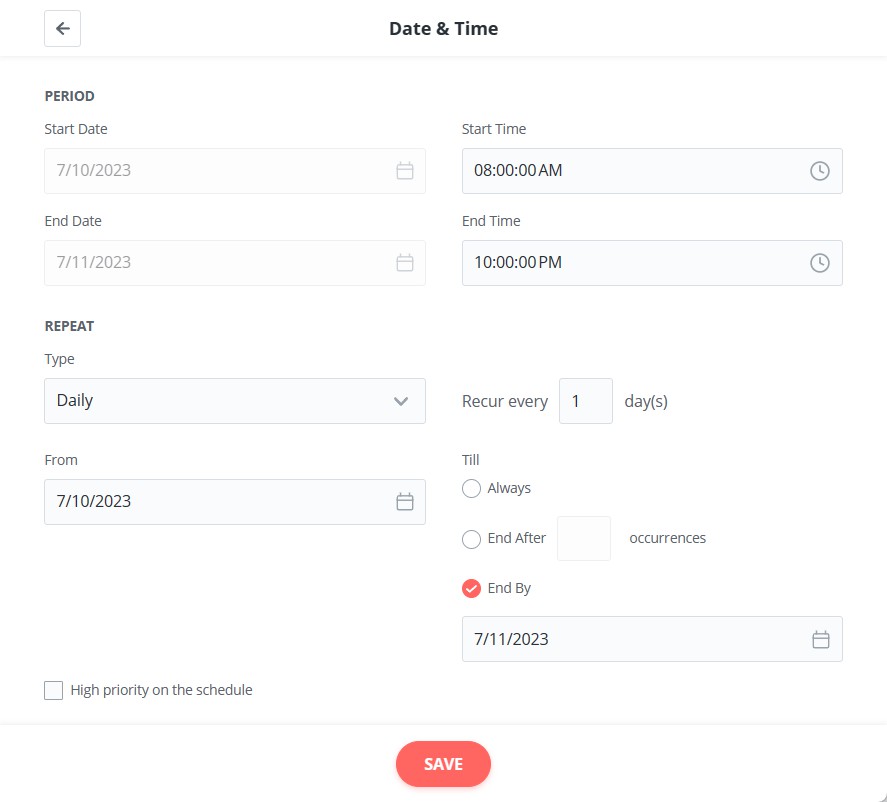 Date & Time
PERIOD
Start Date
Start Time
7/10/2023
08:00:00 AM
End Date
End Time
7/11/2023
10:00:00 PM
REPEAT
Type
Daily
Recur every 1 day(s)
From
Till
7/10/2023
Always
End After occurrences
End By
7/11/2023
High priority on the schedule
SAVE